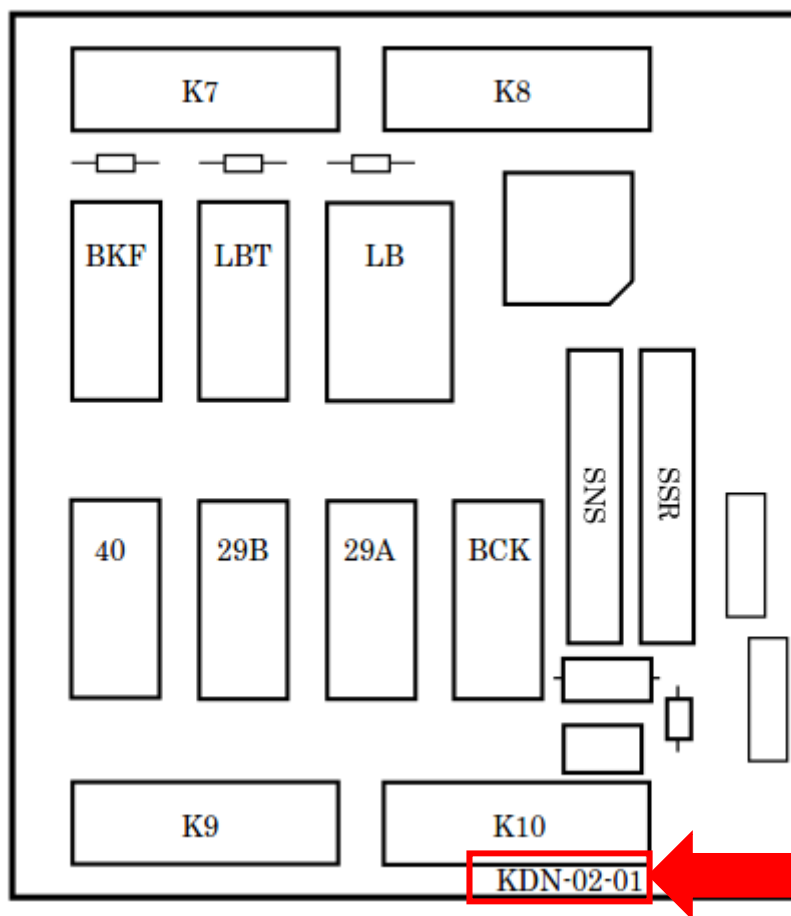 K7 K8
BKF LBT LB
SNS SSR
40 29B 29A BCK
K9 K10
KDN-02-01